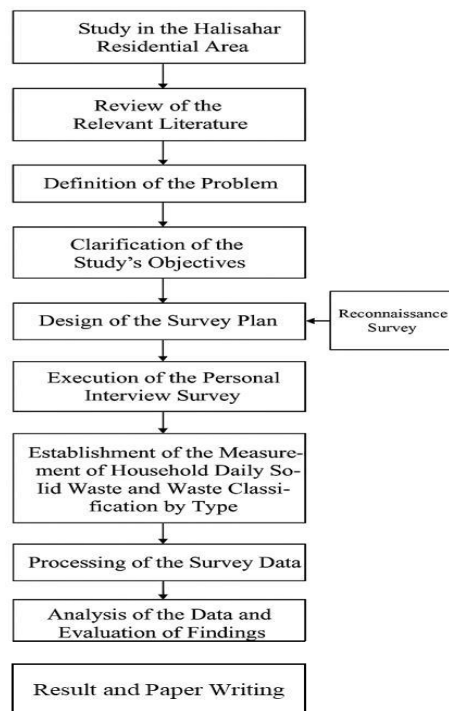 Study in the Halisahar
Residential Area
Review of the
Relevant Literature
Definition of the Problem
Clarification of the
Study's Objectives
Design of the Survey Plan
Reconnaissance
Survey
Execution of the Personal
Interview Survey
Establishment of the Measure-
ment of Household Daily So-
lid Waste and Waste Classi-
fication by Type
Processing of the Survey Data
Analysis of the Data and
Evaluation of Findings
Result and Paper Writing